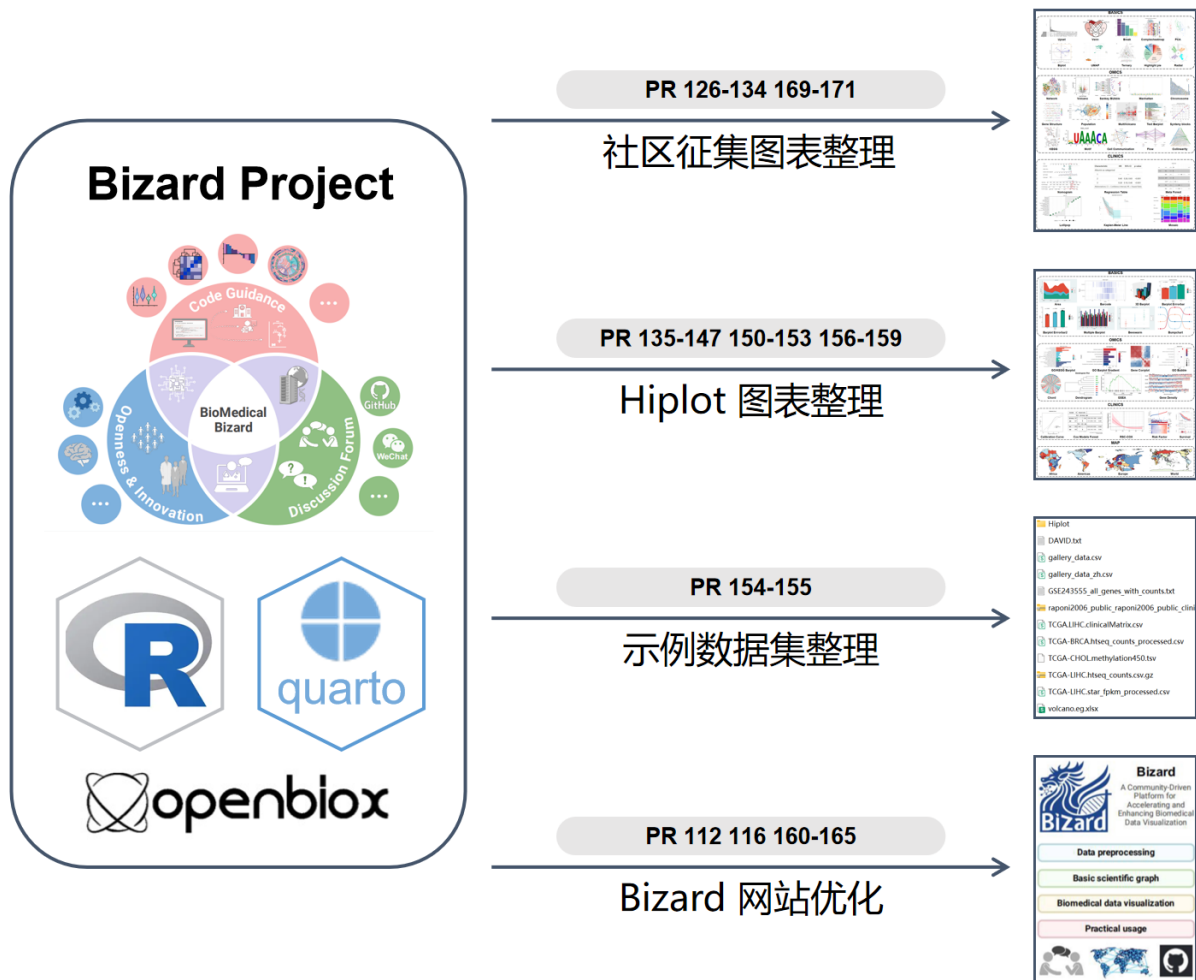 Bizard Project
Code Guidance
Openness & Innovation
Discussion Forum
BioMedical
Bizard
GitHub
WeChat
...
...
...
R
quarto
openbiox
PR 126-134 169-171
社区征集图表整理
PR 135-147 150-153 156-159
Hiplot 图表整理
PR 154-155
示例数据集整理
PR 112 116 160-165
Bizard 网站优化
BASICS
OMICS
UAAACA
CLINICS
BASICS
OMICS
CLINICS
MAP
Hiplot
DAVID.txt
gallery_data.csv
gallery_data_zh.csv
GSE243555_all_genes_with_counts.txt
raponi2006_public_raponi2006_public_clini
TCGA.LIHC.clinicalMatrix.csv
TCGA-BRCA.htseq_counts_processed.csv
TCGA-CHOL.methylation450.tsv
TCGA-LIHC.htseq_counts.csv.gz
TCGA-LIHC.star_fpkm_processed.csv
volcano.eg.xlsx
Bizard
Bizard
A Community-Driven
Platform for
Accelerating and
Enhancing Biomedical
Data Visualization
Data preprocessing
Basic scientific graph
Biomedical data visualization
Practical usage